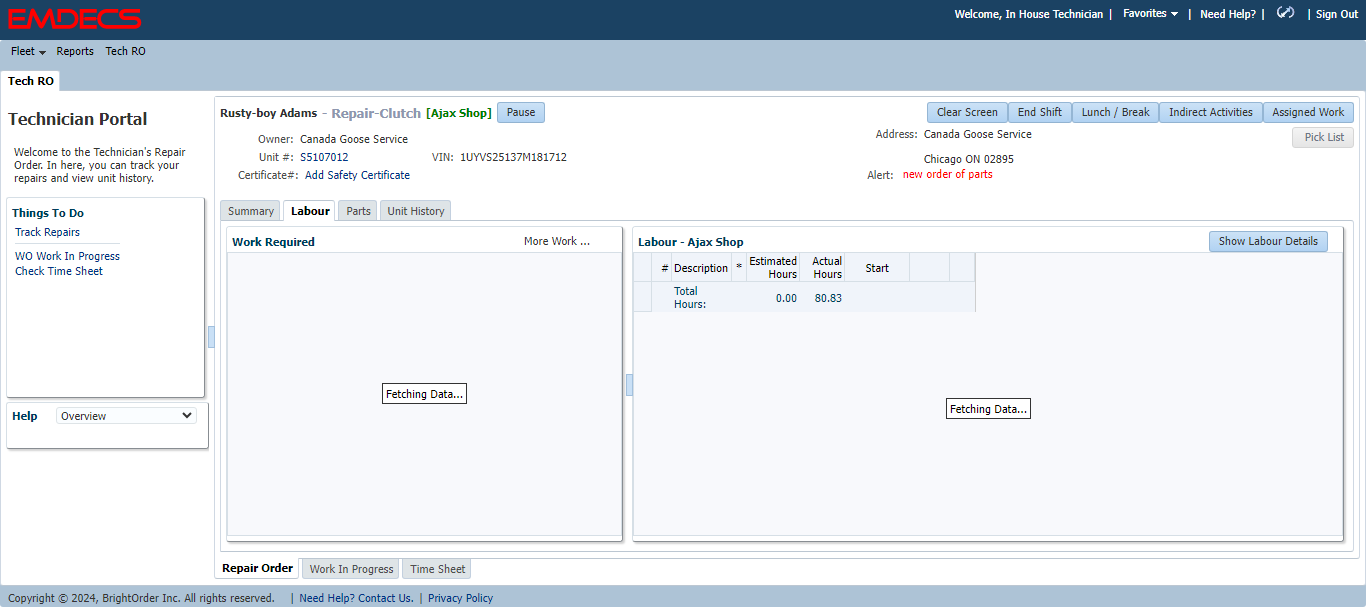 EMDECS
Welcome, In House Technician | Favorites | Need Help? | | Sign Out
Fleet Reports Tech RO
Tech RO
Technician Portal
Welcome to the Technician's Repair
Order. In here, you can track your
repairs and view unit history.
Things To Do
Track Repairs
WO Work In Progress
Check Time Sheet
Help Overview
Rusty-boy Adams - Repair-Clutch [Ajax Shop] Pause
Clear Screen End Shift Lunch / Break Indirect Activities Assigned Work
Owner: Canada Goose Service
Unit #: S5107012 VIN: 1UYVS25137M181712
Certificate#: Add Safety Certificate
Address: Canada Goose Service
Pick List
Chicago ON 02895
Alert: new order of parts
Summary Labour Parts Unit History
Work Required More Work ...
Fetching Data...
Labour - Ajax Shop Show Labour Details
# Description * Estimated Hours Actual Hours Start
Total Hours: 0.00 80.83
Fetching Data...
Repair Order Work In Progress Time Sheet
Copyright © 2024, BrightOrder Inc. All rights reserved. | Need Help? Contact Us. | Privacy Policy